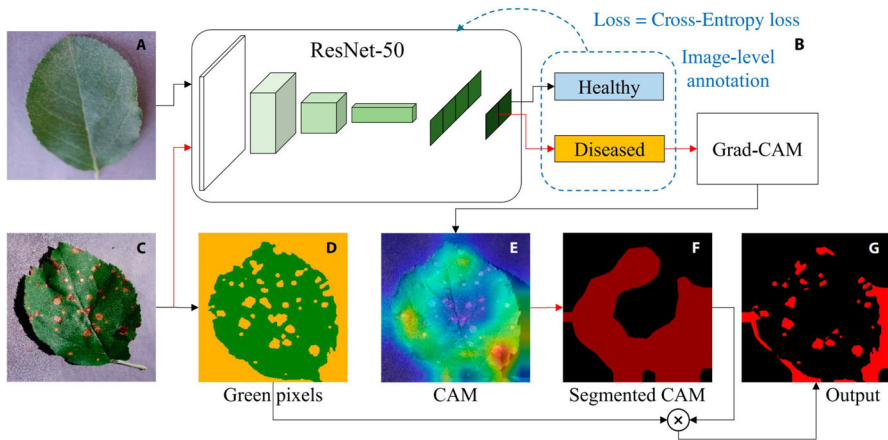 A
ResNet-50
Loss = Cross-Entropy loss
B
Image-level
annotation
Healthy
Diseased
Grad-CAM
C
D
E
F
G
Green pixels
CAM
Segmented CAM
Output
×